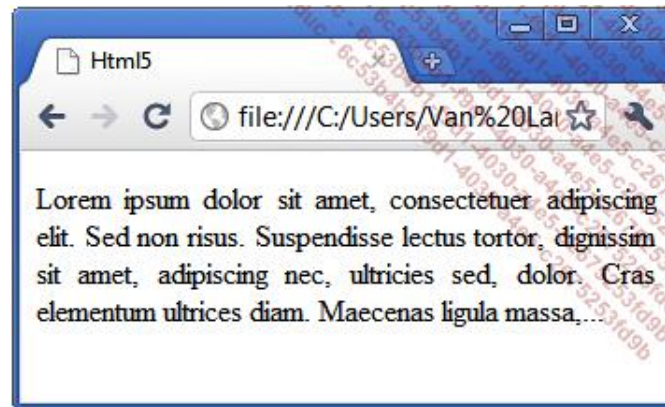 Html5
file:///C:/Users/Van%20La
Lorem ipsum dolor sit amet, consectetuer adipiscing
elit. Sed non risus. Suspendisse lectus tortor, dignissim
sit amet, adipiscing nec, ultricies sed, dolor. Cras
elementum ultrices diam. Maecenas ligula massa,...